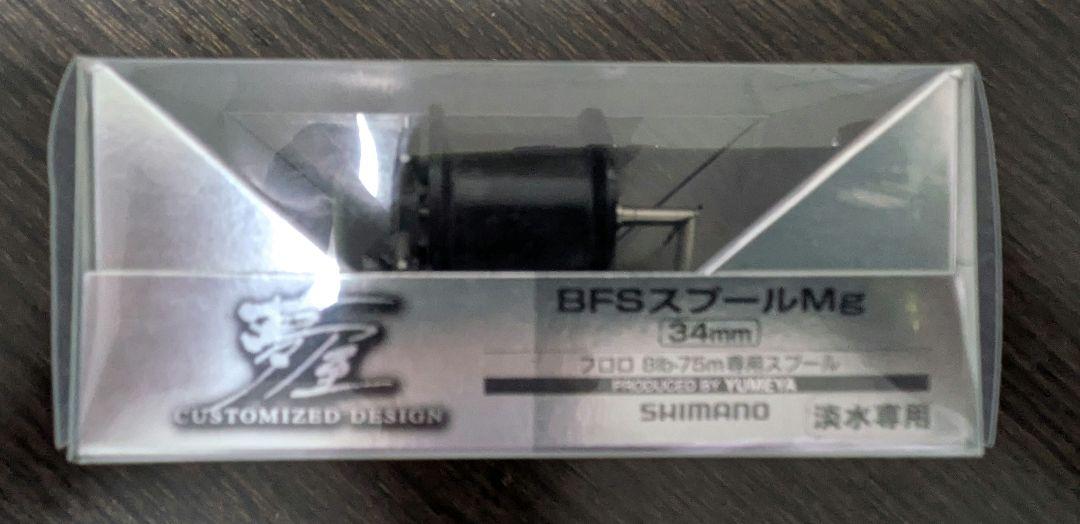 夢屋
CUSTOMIZED DESIGN
BFSスプールMg
34mm
フロロ 8lb-75m専用スプール
PRODUCED BY YUMEYA
SHIMANO
淡水専用